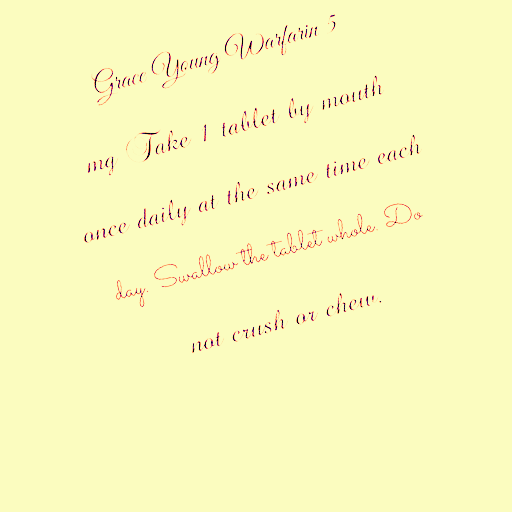 Grace Young Warfarin 5
mg Take 1 tablet by mouth
once daily at the same time each
day. Swallow the tablet whole. Do
not crush or chew.